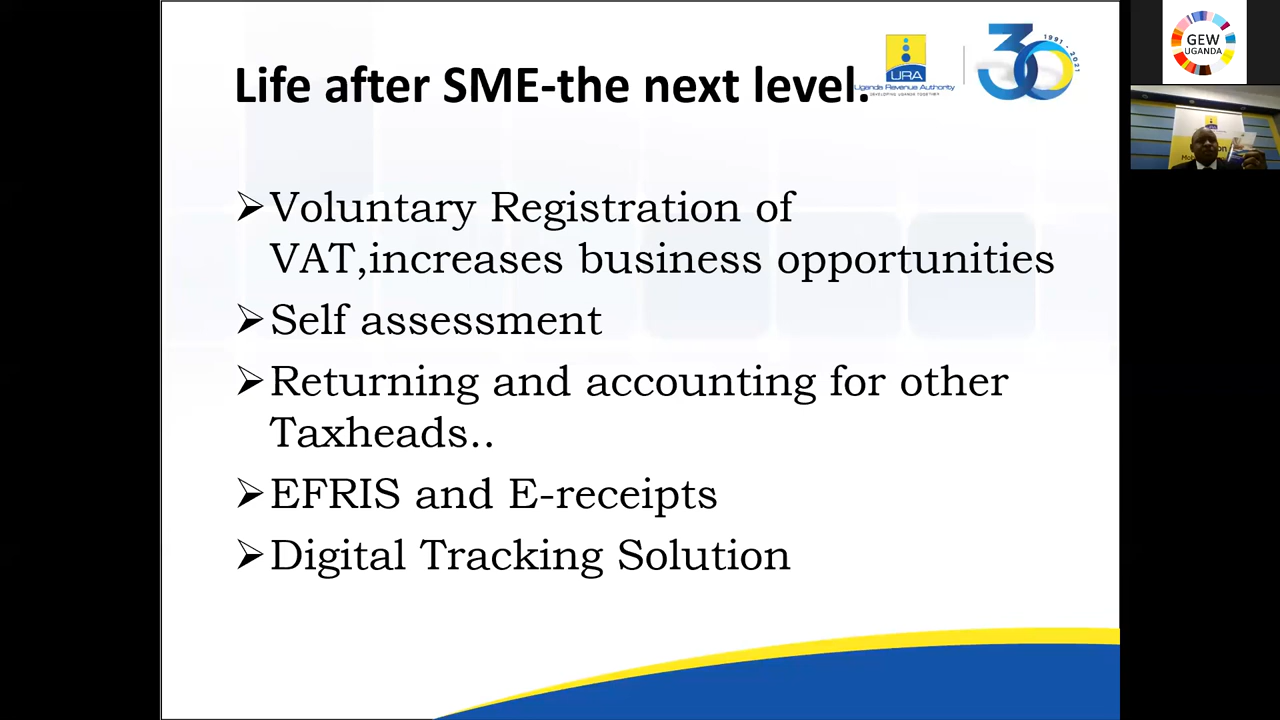 Life after SME-the next level.
URA
Uganda Revenue Authority
DEVELOPING UGANDA TOGETHER
30
1991 - 2021
GEW
UGANDA
➢Voluntary Registration of
VAT,increases business opportunities
➢Self assessment
➢Returning and accounting for other
Taxheads..
➢EFRIS and E-receipts
➢Digital Tracking Solution